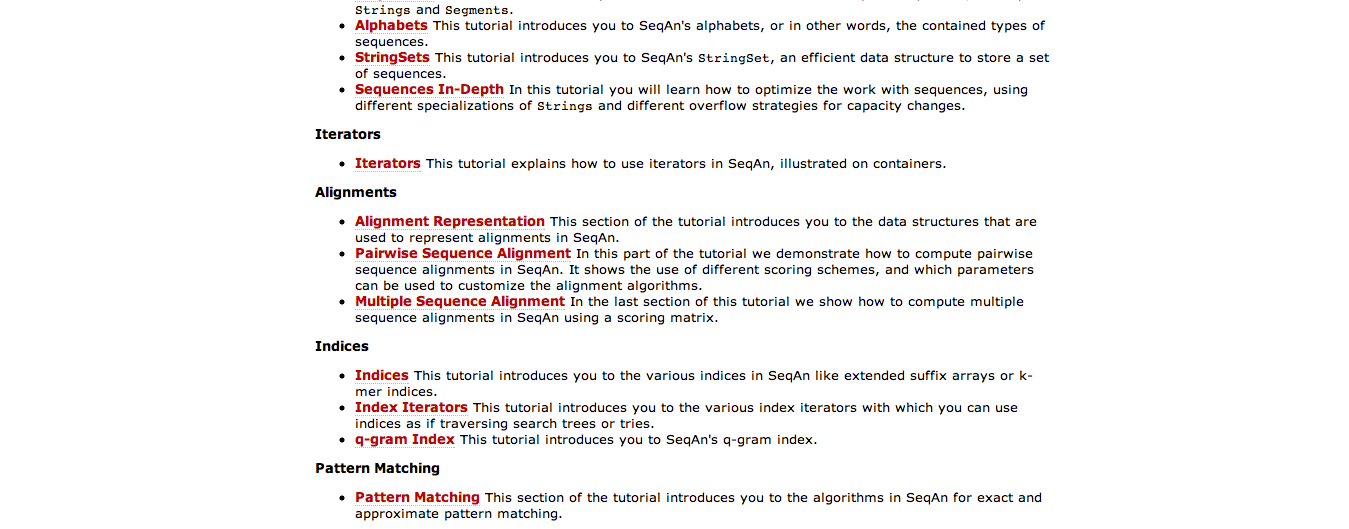 Strings and Segments.
Alphabets This tutorial introduces you to SeqAn's alphabets, or in other words, the contained types of
sequences.
StringSets This tutorial introduces you to SeqAn's StringSet, an efficient data structure to store a set
of sequences.
Sequences In-Depth In this tutorial you will learn how to optimize the work with sequences, using
different specializations of Strings and different overflow strategies for capacity changes.
Iterators
Iterators This tutorial explains how to use iterators in SeqAn, illustrated on containers.
Alignments
Alignment Representation This section of the tutorial introduces you to the data structures that are
used to represent alignments in SeqAn.
Pairwise Sequence Alignment In this part of the tutorial we demonstrate how to compute pairwise
sequence alignments in SeqAn. It shows the use of different scoring schemes, and which parameters
can be used to customize the alignment algorithms.
Multiple Sequence Alignment In the last section of this tutorial we show how to compute multiple
sequence alignments in SeqAn using a scoring matrix.
Indices
Indices This tutorial introduces you to the various indices in SeqAn like extended suffix arrays or k-
mer indices.
Index Iterators This tutorial introduces you to the various index iterators with which you can use
indices as if traversing search trees or tries.
q-gram Index This tutorial introduces you to SeqAn's q-gram index.
Pattern Matching
Pattern Matching This section of the tutorial introduces you to the algorithms in SeqAn for exact and
approximate pattern matching.